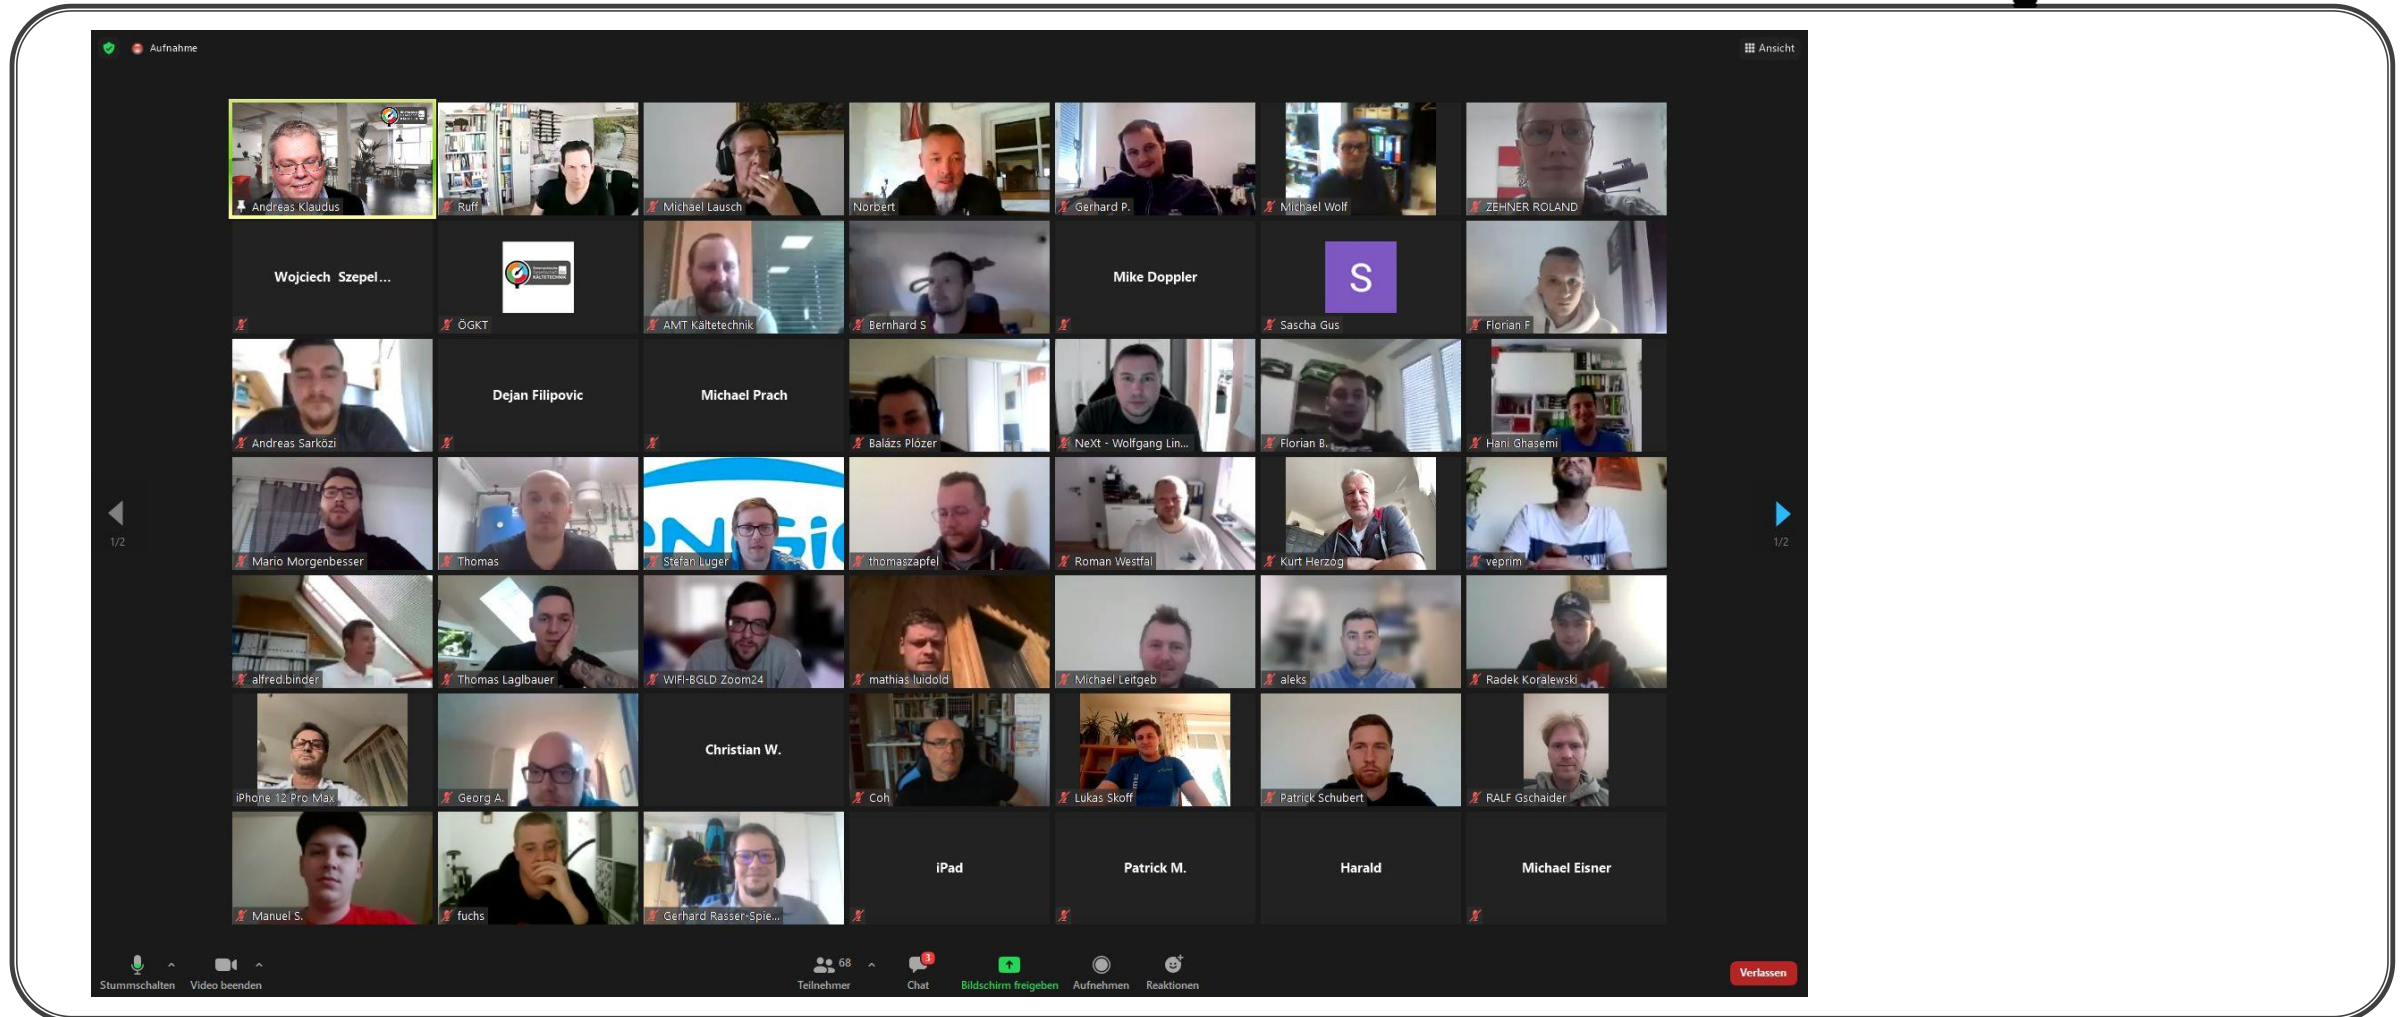 Aufnahme
Ansicht
Andreas Klaudus
Ruff
Michael Lausch
Norbert
Gerhard P.
Michael Wolf
ZEHNER ROLAND
Wojciech Szepel...
KÄLTETECHNIK
ÖGKT
AMT Kältetechnik
Bernhard S
Mike Doppler
S
Sascha Gus
Florian F
Andreas Sarközi
Dejan Filipovic
Michael Prach
Balázs Plózer
NeXt - Wolfgang Lin...
Florian B.
Hani Ghasemi
1/2
Mario Morgenbesser
Thomas
Stefan Luger
thomaszapfel
Roman Westfal
Kurt Herzog
veprim
1/2
alfred.binder
Thomas Laglbauer
WIFI-BGLD Zoom24
mathias luidold
Michael Leitgeb
aleks
Radek Koralewski
iPhone 12 Pro Max
Georg A.
Christian W.
Coh
Lukas Skoff
Patrick Schubert
RALF Gschaider
Manuel S.
fuchs
Gerhard Rasser-Spie...
iPad
Patrick M.
Harald
Michael Eisner
Stummschalten
Video beenden
68
Teilnehmer
3
Chat
Bildschirm freigeben
Aufnehmen
Reaktionen
Verlassen